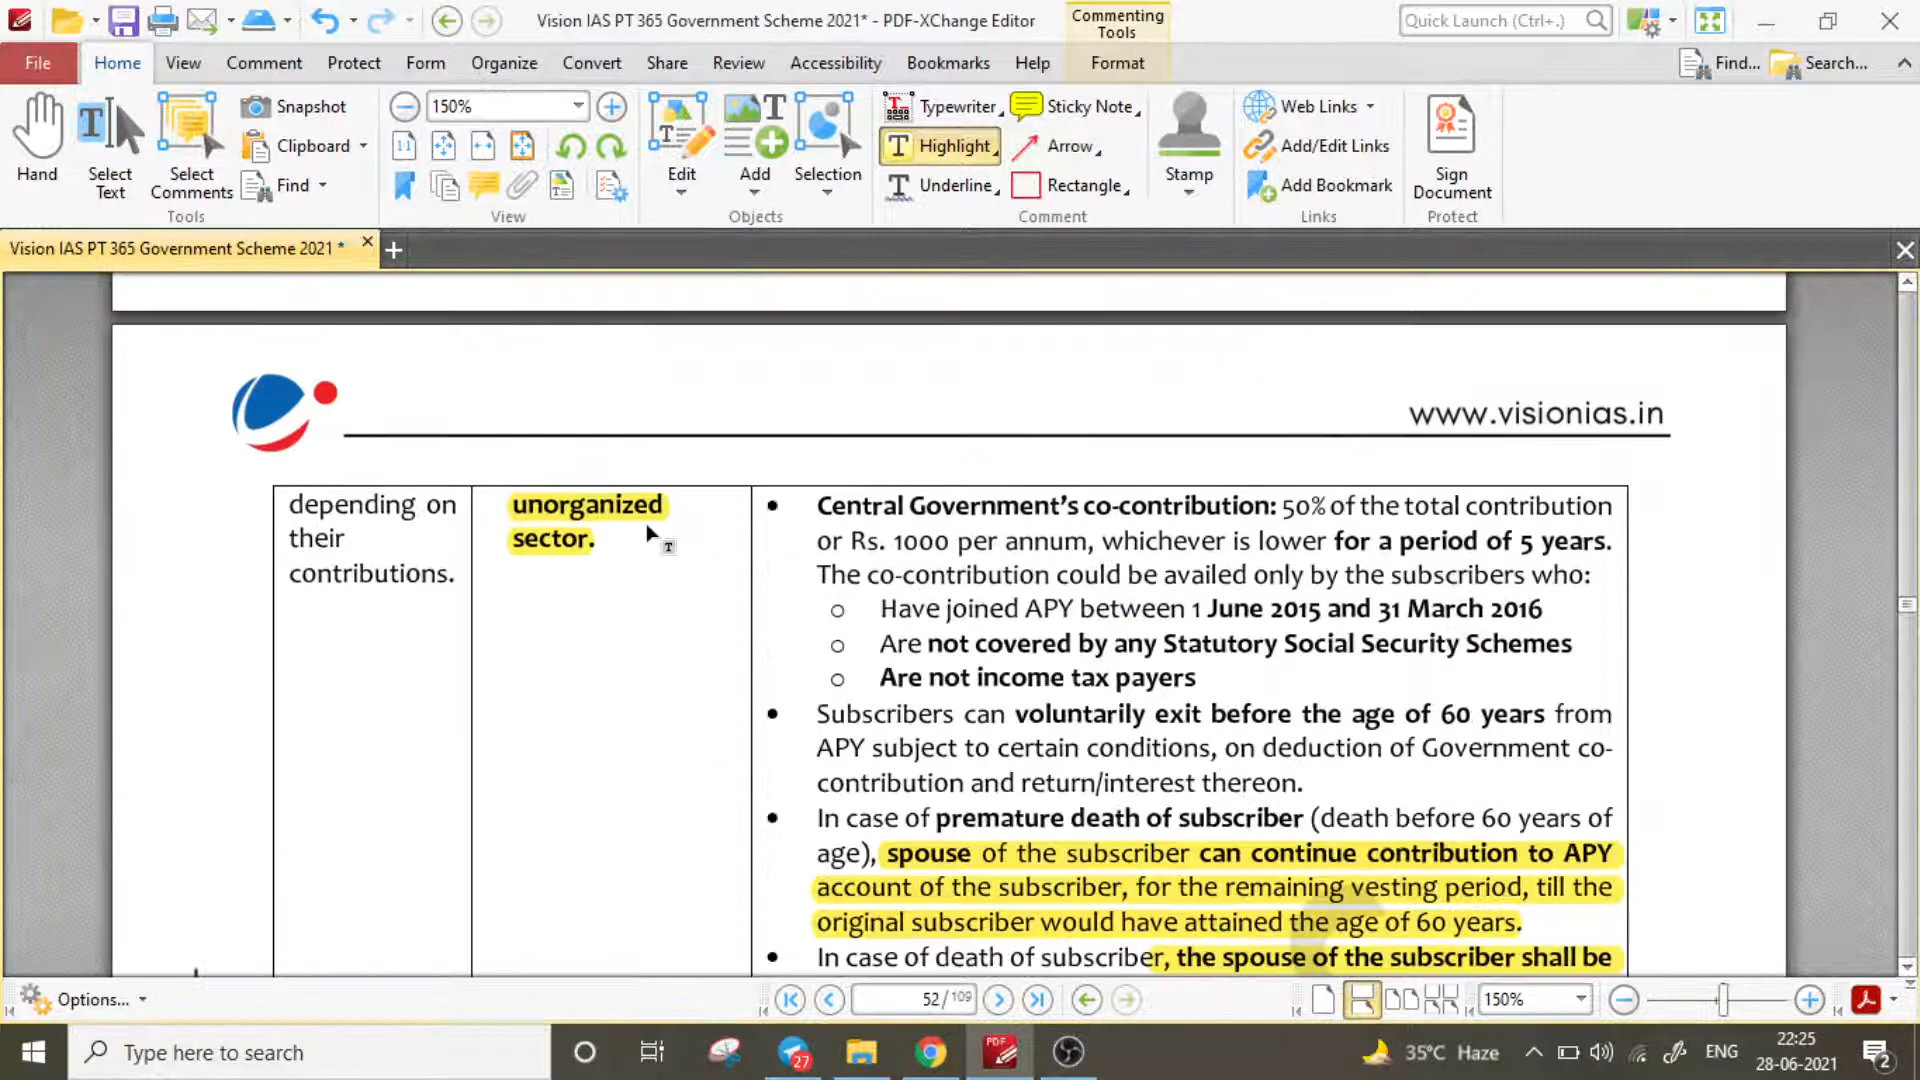 Vision IAS PT 365 Government Scheme 2021* - PDF-XChange Editor
Commenting Tools
Quick Launch (Ctrl+.)
File Home View Comment Protect Form Organize Convert Share Review Accessibility Bookmarks Help Format Find... Search...
Hand
Select Text
Select Comments
Snapshot
Clipboard
Find
Tools
150%
View
Edit
Add
Selection
Objects
Typewriter
Highlight
Underline
Sticky Note
Arrow
Rectangle
Stamp
Comment
Web Links
Add/Edit Links
Add Bookmark
Links
Sign Document
Protect
Vision IAS PT 365 Government Scheme 2021 *
www.visionias.in
depending on
their
contributions.
unorganized
sector.
• Central Government's co-contribution: 50% of the total contribution
or Rs. 1000 per annum, whichever is lower for a period of 5 years.
The co-contribution could be availed only by the subscribers who:
o Have joined APY between 1 June 2015 and 31 March 2016
o Are not covered by any Statutory Social Security Schemes
o Are not income tax payers
• Subscribers can voluntarily exit before the age of 60 years from
APY subject to certain conditions, on deduction of Government co-
contribution and return/interest thereon.
• In case of premature death of subscriber (death before 60 years of
age), spouse of the subscriber can continue contribution to APY
account of the subscriber, for the remaining vesting period, till the
original subscriber would have attained the age of 60 years.
• In case of death of subscriber, the spouse of the subscriber shall be
Options...
52 / 109
150%
Type here to search
27
PDF
35°C Haze
ENG
22:25
28-06-2021
2